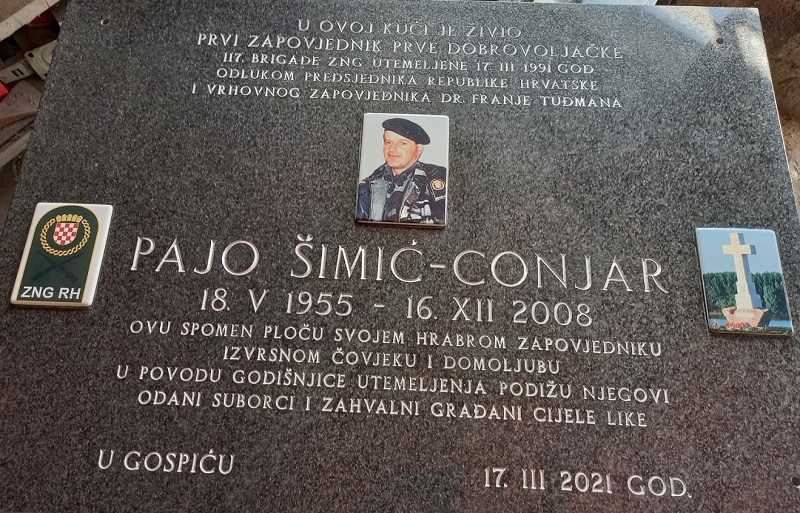 U OVOJ KUĆI JE ŽIVIO
PRVI ZAPOVJEDNIK PRVE DOBROVOLJAČKE
117. BRIGADE ZNG UTEMELJENE 17 III 1991 GOD
ODLUKOM PREDSJEDNIKA REPUBLIKE HRVATSKE
I VRHOVNOG ZAPOVJEDNIKA DR. FRANJE TUĐMANA
ZNG RH
PAJO ŠIMIĆ-CONJAR
18. V 1955 - 16. XII 2008
OVU SPOMEN PLOČU SVOJEM HRABROM ZAPOVJEDNIKU
IZVRSNOM ČOVJEKU I DOMOLJUBU
U POVODU GODIŠNJICE UTEMELJENJA PODIŽU NJEGOVI
ODANI SUBORCI I ZAHVALNI GRAĐANI CIJELE LIKE
U GOSPIĆU
17. III 2021 GOD.